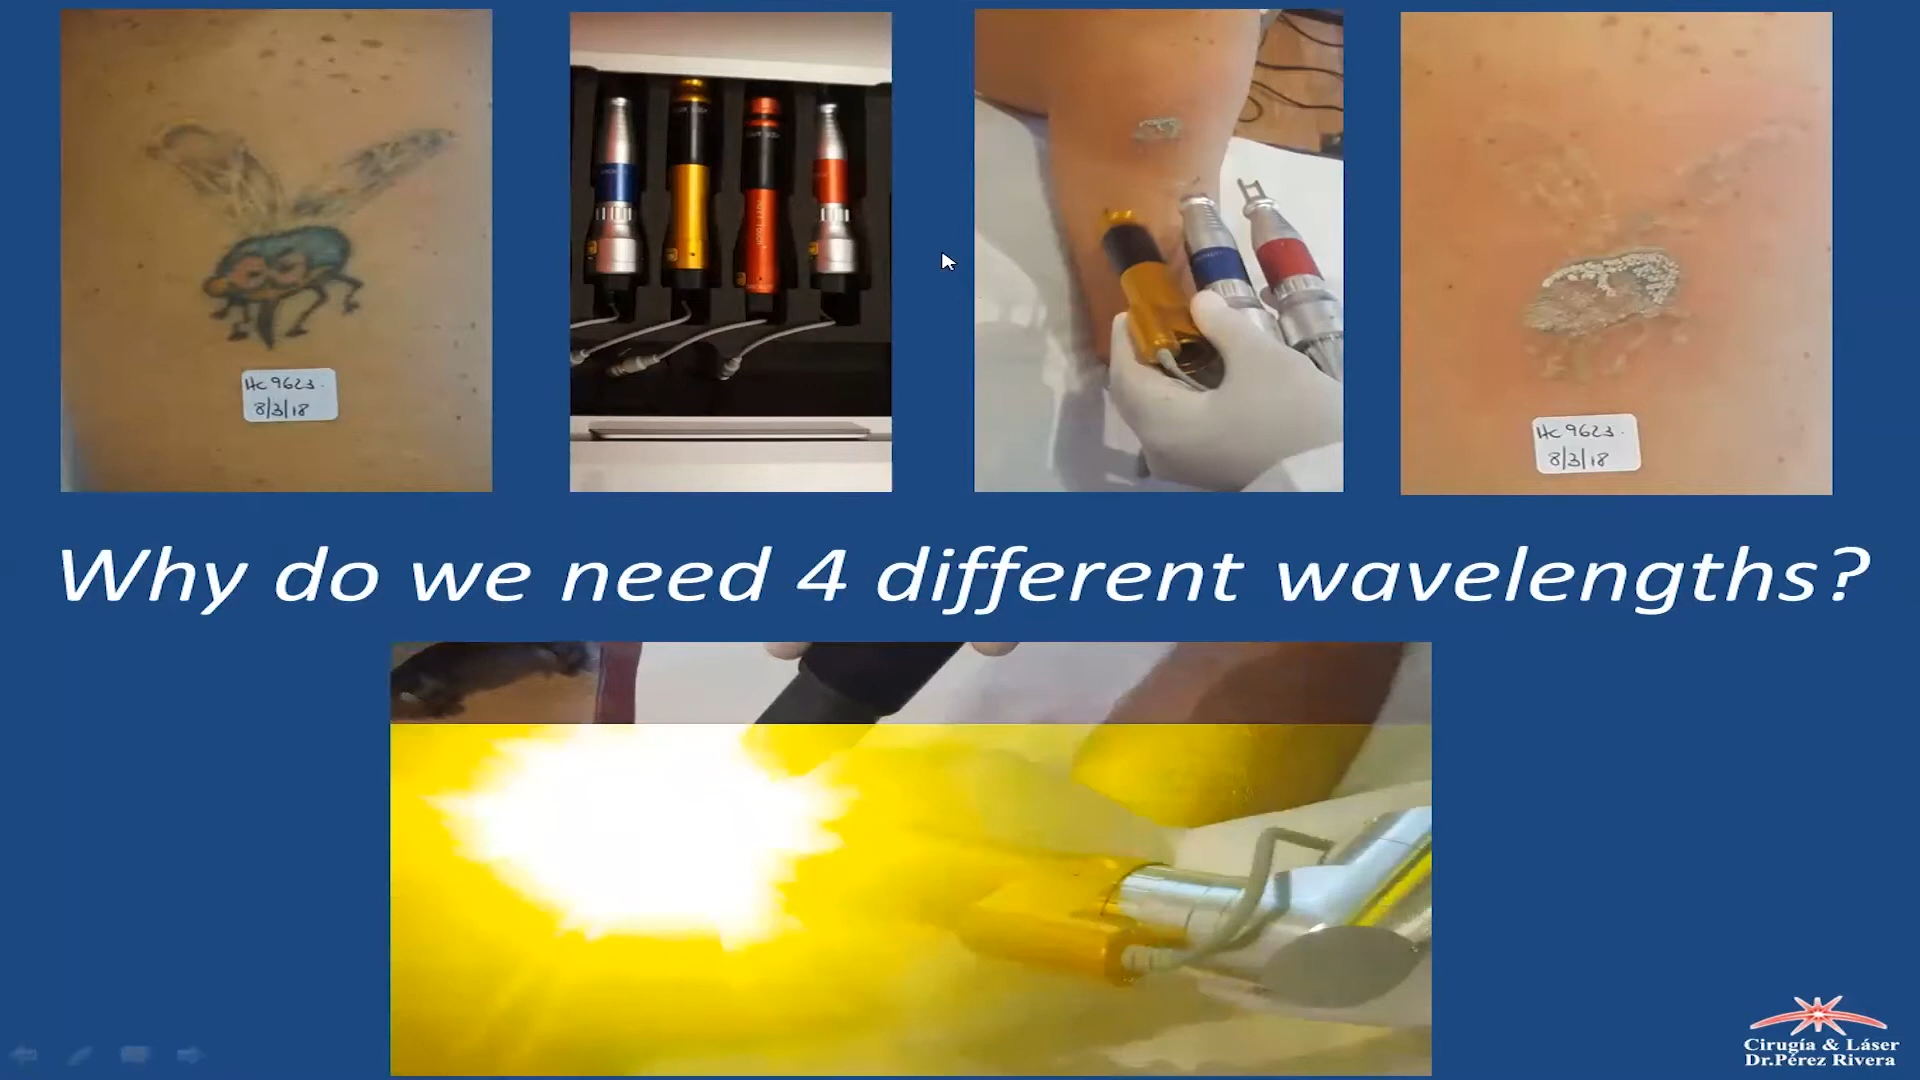 Hc 9623.
8/3/18
Hc 9623.
8/3/18
Why do we need 4 different wavelengths?
Cirugía & Láser
Dr.Pérez Rivera